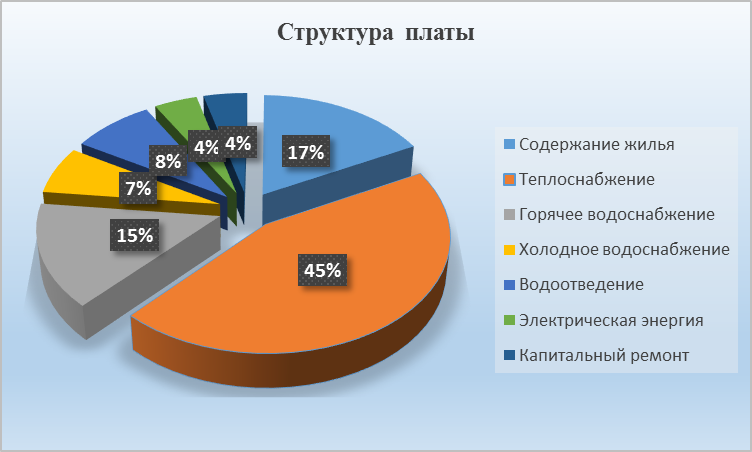 Структура платы
4%
4%
17%
8%
7%
15%
45%
Содержание жилья
Теплоснабжение
Горячее водоснабжение
Холодное водоснабжение
Водоотведение
Электрическая энергия
Капитальный ремонт